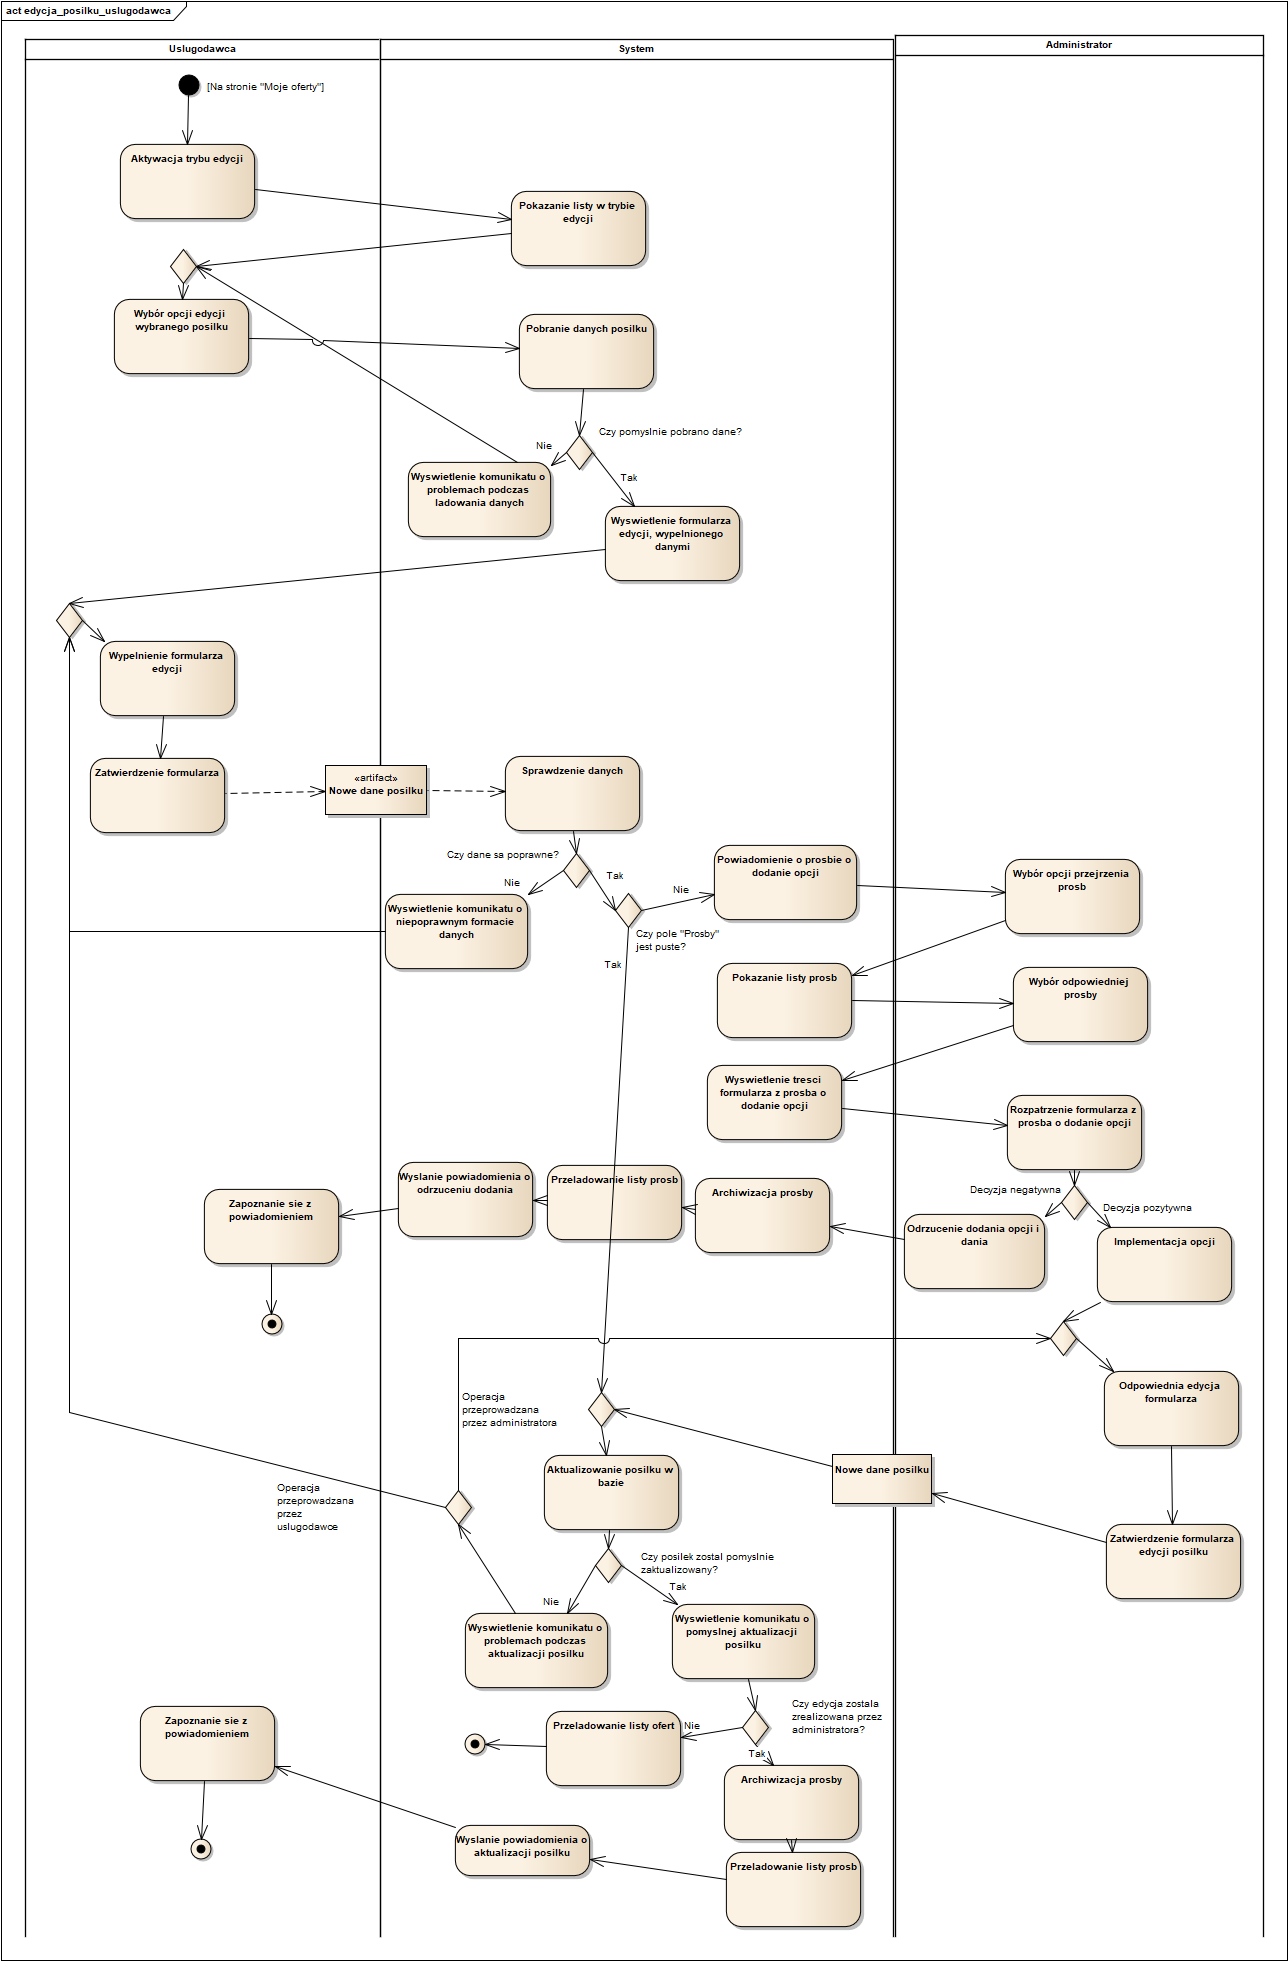 act edycja_posilku_uslugodawca
Uslugodawca
System
Administrator
[Na stronie "Moje oferty"]
Aktywacja trybu edycji
Pokazanie listy w trybie
edycji
Wybór opcji edycji
wybranego posilku
Pobranie danych posilku
Czy pomyslnie pobrano dane?
Nie
Tak
Wyswietlenie komunikatu o
problemach podczas
ladowania danych
Wyswietlenie formularza
edycji, wypelnionego
danymi
Wypelnienie formularza
edycji
Zatwierdzenie formularza
«artifact»
Nowe dane posilku
Sprawdzenie danych
Czy dane sa poprawne?
Nie
Tak
Wyswietlenie komunikatu o
niepoprawnym formacie
danych
Nie
Czy pole "Prosby"
jest puste?
Tak
Powiadomienie o prosbie o
dodanie opcji
Wybór opcji przejrzenia
prosb
Pokazanie listy prosb
Wybór odpowiedniej
prosby
Wyswietlenie tresci
formularza z prosba o
dodanie opcji
Rozpatrzenie formularza z
prosba o dodanie opcji
Decyzja negatywna
Decyzja pozytywna
Odrzucenie dodania opcji i
dania
Implementacja opcji
Archiwizacja prosby
Przeladowanie listy prosb
Wyslanie powiadomienia o
odrzuceniu dodania
Zapoznanie sie z
powiadomieniem
Odpowiednia edycja
formularza
Operacja
przeprowadzana
przez administratora
Nowe dane posilku
Aktualizowanie posilku w
bazie
Operacja
przeprowadzana
przez
uslugodawce
Zatwierdzenie formularza
edycji posilku
Czy posilek zostal pomyslnie
zaktualizowany?
Tak
Nie
Wyswietlenie komunikatu o
problemach podczas
aktualizacji posilku
Wyswietlenie komunikatu o
pomyslnej aktualizacji
posilku
Czy edycja zostala
zrealizowana przez
administratora?
Nie
Tak
Przeladowanie listy ofert
Zapoznanie sie z
powiadomieniem
Archiwizacja prosby
Wyslanie powiadomienia o
aktualizacji posilku
Przeladowanie listy prosb